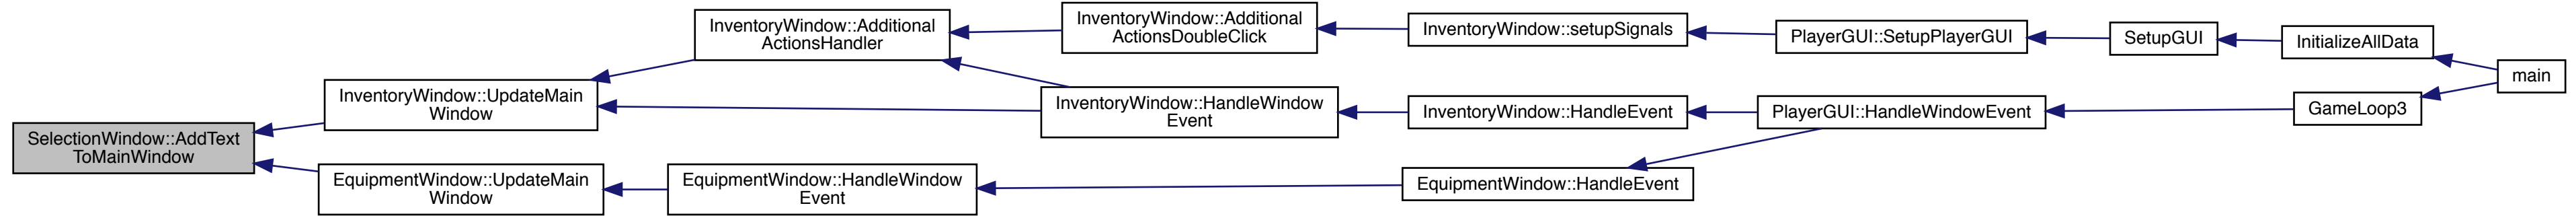 SelectionWindow::AddText
ToMainWindow
InventoryWindow::UpdateMain
Window
EquipmentWindow::UpdateMain
Window
InventoryWindow::Additional
ActionsHandler
EquipmentWindow::HandleWindow
Event
InventoryWindow::Additional
ActionsDoubleClick
InventoryWindow::HandleWindow
Event
InventoryWindow::setupSignals
InventoryWindow::HandleEvent
EquipmentWindow::HandleEvent
PlayerGUI::SetupPlayerGUI
PlayerGUI::HandleWindowEvent
SetupGUI
InitializeAllData
GameLoop3
main